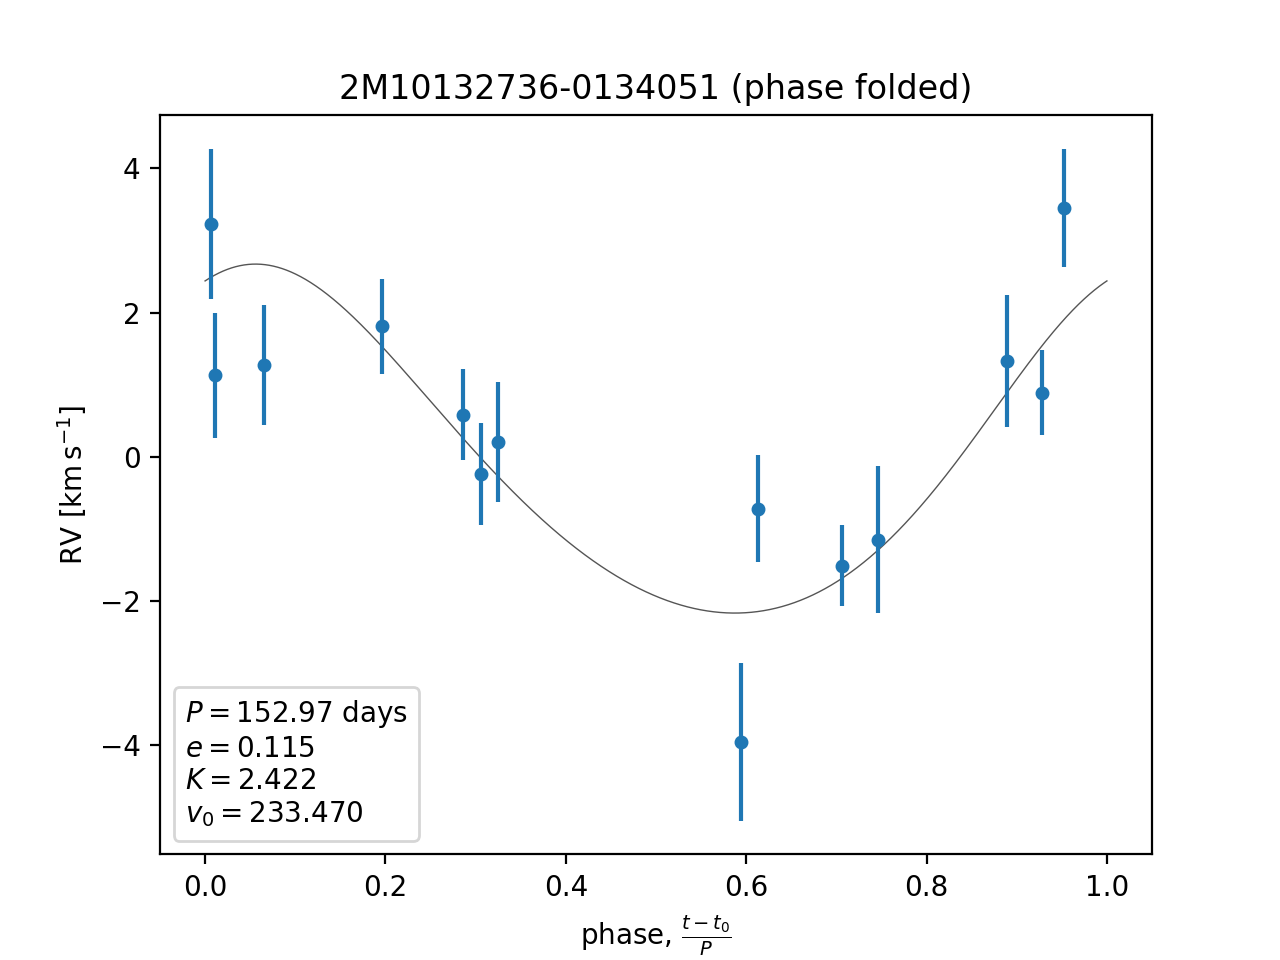 2M10132736-0134051 (phase folded)
RV [km s⁻¹]
4
2
0
−2
−4
P = 152.97 days
e = 0.115
K = 2.422
v₀ = 233.470
0.0 0.2 0.4 0.6 0.8 1.0
phase, (t − t₀)/P